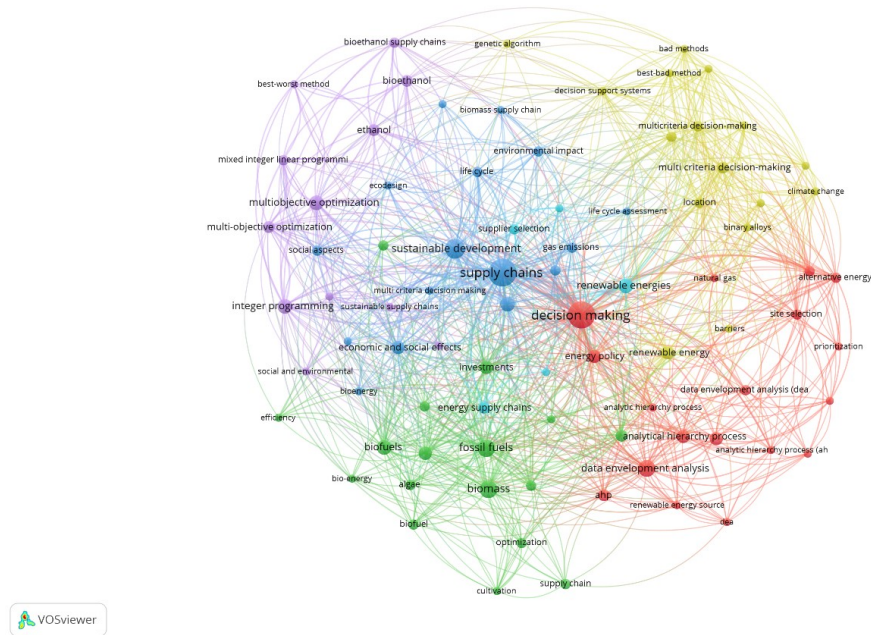 bioethanol supply chains
genetic algorithm
bad methods
best-worst method
bioethanol
best-bad method
decision support systems
biomass supply chain
ethanol
multicriteria decision-making
environmental impact
mixed integer linear programmi
life cycle
multi criteria decision-making
ecodesign
climate change
multiobjective optimization
location
life cycle assessment
multi-objective optimization
supplier selection
binary alloys
social aspects
sustainable development
gas emissions
supply chains
natural gas
alternative energy
renewable energies
multi criteria decision making
integer programming
sustainable supply chains
decision making
site selection
barriers
economic and social effects
energy policy
renewable energy
prioritization
social and environmental
investments
bioenergy
data envelopment analysis (dea
energy supply chains
analytic hierarchy process
efficiency
biofuels
fossil fuels
analytical hierarchy process
analytic hierarchy process (ah
data envelopment analysis
bio-energy
algae
biomass
ahp
renewable energy source
biofuel
dea
optimization
supply chain
cultivation
VOSviewer